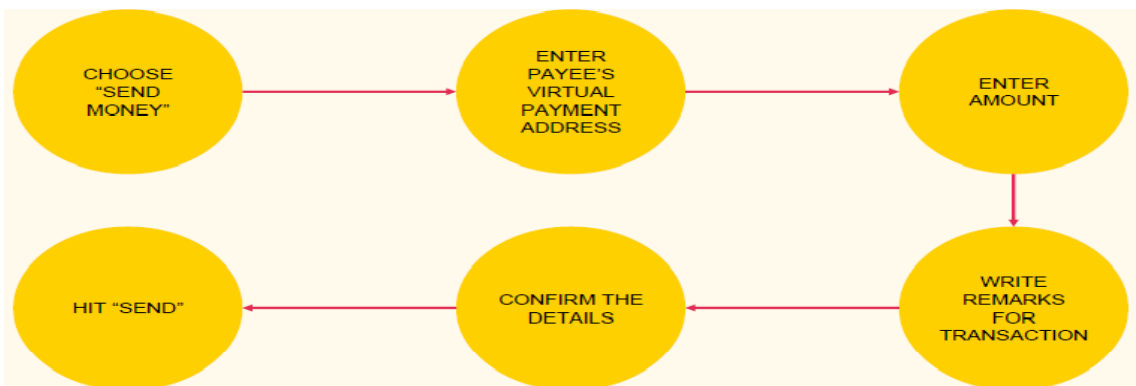 CHOOSE
“SEND
MONEY”
ENTER
PAYEE’S
VIRTUAL
PAYMENT
ADDRESS
ENTER
AMOUNT
WRITE
REMARKS
FOR
TRANSACTION
CONFIRM THE
DETAILS
HIT “SEND”